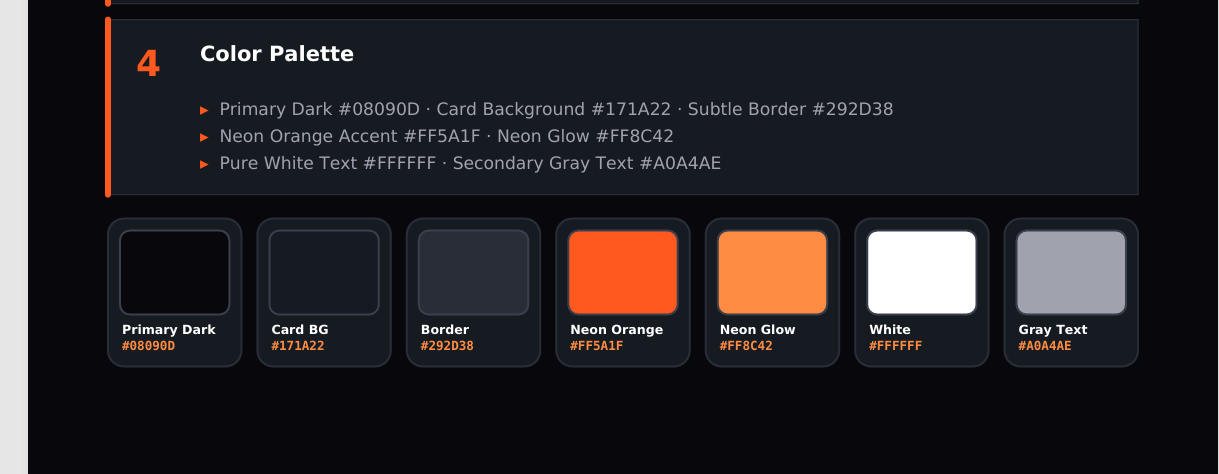 4
Color Palette
▸ Primary Dark #08090D · Card Background #171A22 · Subtle Border #292D38
▸ Neon Orange Accent #FF5A1F · Neon Glow #FF8C42
▸ Pure White Text #FFFFFF · Secondary Gray Text #A0A4AE
Primary Dark
#08090D
Card BG
#171A22
Border
#292D38
Neon Orange
#FF5A1F
Neon Glow
#FF8C42
White
#FFFFFF
Gray Text
#A0A4AE